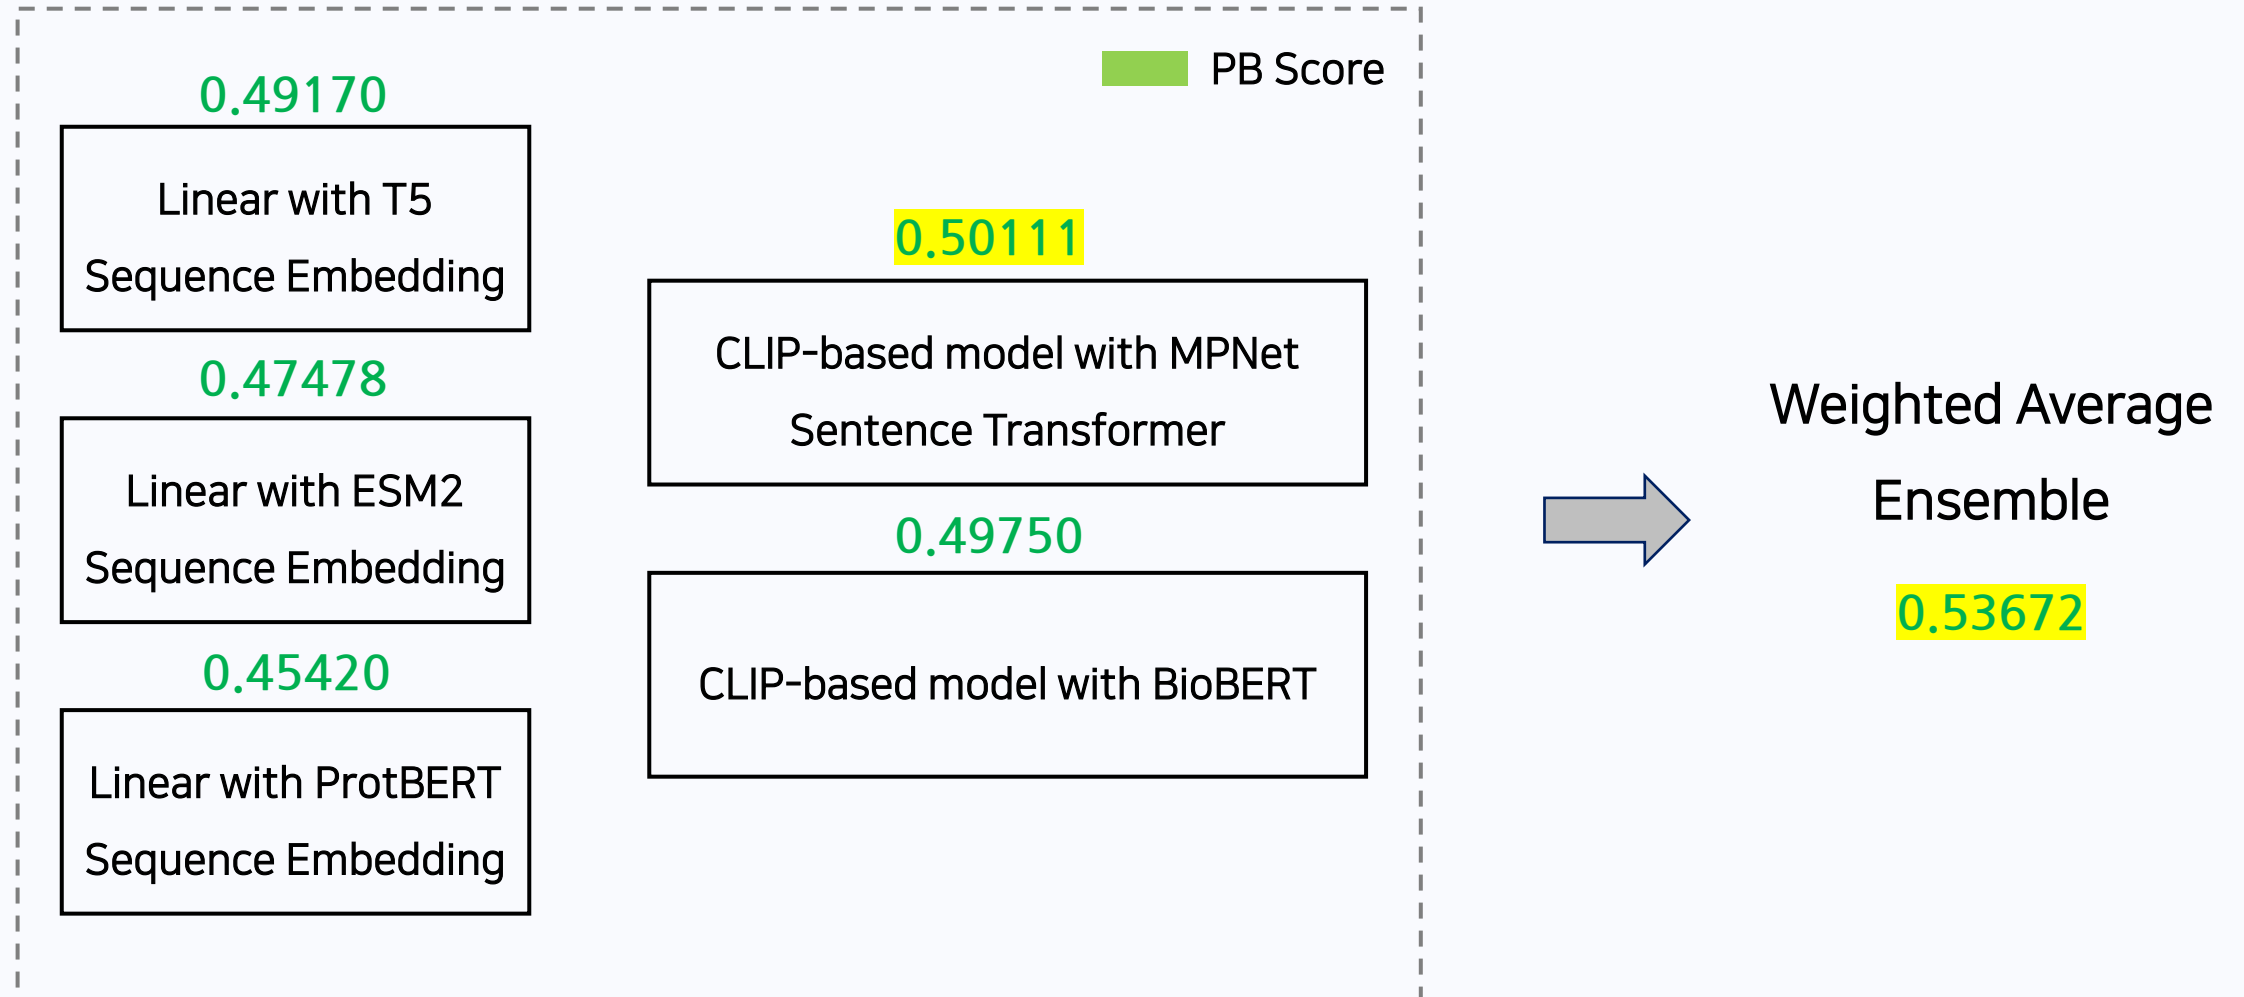 PB Score
0.49170
Linear with T5
Sequence Embedding
0.47478
Linear with ESM2
Sequence Embedding
0.45420
Linear with ProtBERT
Sequence Embedding
0.50111
CLIP-based model with MPNet
Sentence Transformer
0.49750
CLIP-based model with BioBERT
Weighted Average
Ensemble
0.53672